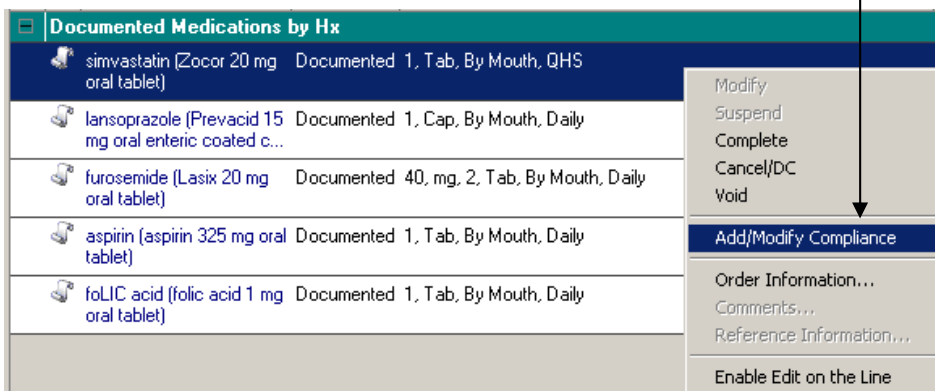 Documented Medications by Hx
simvastatin (Zocor 20 mg Documented 1, Tab, By Mouth, QHS
oral tablet)
lansoprazole (Prevacid 15 Documented 1, Cap, By Mouth, Daily
mg oral enteric coated c...
furosemide (Lasix 20 mg Documented 40, mg, 2, Tab, By Mouth, Daily
oral tablet)
aspirin (aspirin 325 mg oral Documented 1, Tab, By Mouth, Daily
tablet)
foLIC acid (folic acid 1 mg Documented 1, Tab, By Mouth, Daily
oral tablet)
Modify
Suspend
Complete
Cancel/DC
Void
Add/Modify Compliance
Order Information...
Comments...
Reference Information...
Enable Edit on the Line